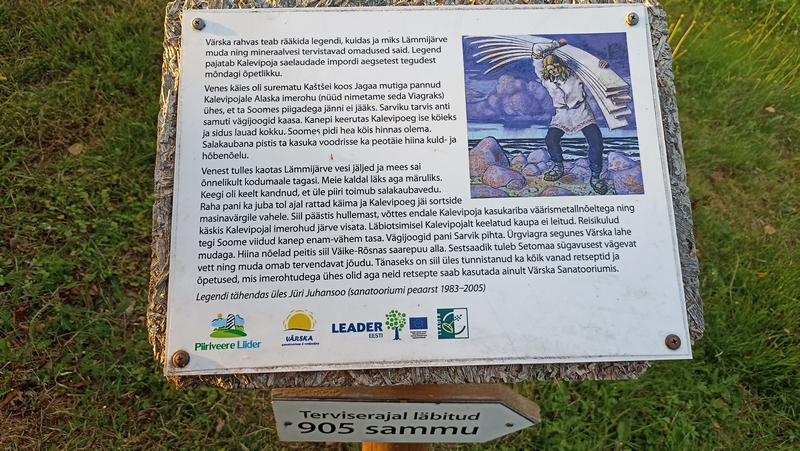 Värska rahvas teab rääkida legendi, kuidas ja miks Lämmijärve
muda ning mineraalvesi tervistavad omadused said. Legend
pajatab Kalevipoja saelaudade impordi aegsetest tegudest
mõndagi õpetlikku.
Venes käies oli surematu Kaštšei koos Jagaa mutiga pannud
Kalevipojale Alaska imerohu (nüüd nimetame seda Viagraks)
ühes, et ta Soomes piigadega jänni ei jääks. Sarviku tarvis anti
samuti vägijoogid kaasa. Kanepi keerutas Kalevipoeg ise köieks
ja sidus lauad kokku. Soomes pidi hea köis hinnas olema.
Salakaubana pistis ta kasuka voodrisse ka peotäie hiina kuld- ja
hõbenõelu.
Venest tulles kaotas Lämmijärve vesi jäljed ja mees sai
õnnelikult kodumaale tagasi. Meie kaldal läks aga märuliks.
Keegi oli keelt kandnud, et üle piiri toimub salakaubavedu.
Raha pani ka juba tol ajal rattad käima ja Kalevipoeg jäi sortside
masinavärgile vahele. Siil päästis hullemast, võttes endale Kalevipoja kasukariba väärismetallnõeltega ning
käskis Kalevipojal imerohud järve visata. Läbiotsimisel Kalevipojalt keelatud kaupa ei leitud. Reisikulud
tegi Soome viidud kanep enam-vähem tasa. Vägijoogid pani Sarvik pihta. Ürgviagra segunes Värska lahe
mudaga. Hiina nõelad peitis siil Väike-Rõsnas saarepuu alla. Sestsaadik tuleb Setomaa sügavusest vägevat
vett ning muda omab tervendavat jõudu. Tänaseks on siil üles tunnistanud ka kõik vanad retseptid ja
õpetused, mis imerohtudega ühes olid aga neid retsepte saab kasutada ainult Värska Sanatooriumis.
Legendi tähendas üles Jüri Juhansoo (sanatooriumi peaarst 1983–2005)
Piiriveere Liider
VÄRSKA
LEADER
EESTI
Terviserajal läbitud
905 sammu